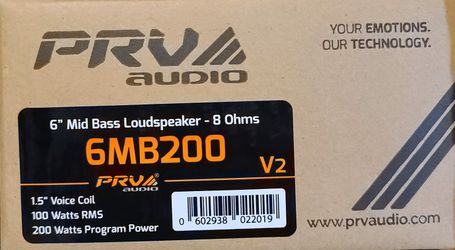 PRV
AUDIO
YOUR EMOTIONS.
OUR TECHNOLOGY.
6" Mid Bass Loudspeaker - 8 Ohms
6MB200
V2
PRV
AUDIO
1.5" Voice Coil
100 Watts RMS
200 Watts Program Power
0 602938 022019
www.prvaudio.com